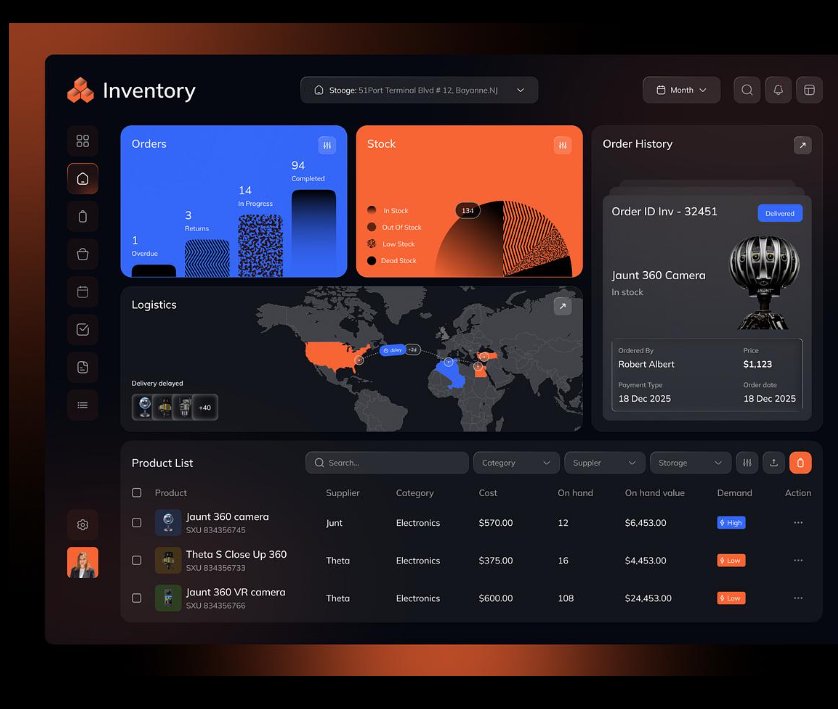 Inventory
Stooge: 51Port Terminal Blvd # 12, Bayonne.NJ
Month
Orders
94
Completed
14
In Progress
3
Returns
1
Overdue
Stock
134
In Stock
Out Of Stock
Low Stock
Dead Stock
Order History
Order ID Inv - 32451
Delivered
Jaunt 360 Camera
In stock
JAUNT
Ordered By
Price
Robert Albert
$1,123
Payment Type
Order date
18 Dec 2025
18 Dec 2025
Logistics
Delivery delayed
+40
Product List
Search...
Category
Supplier
Storage
Product
Supplier
Category
Cost
On hand
On hand value
Demand
Action
Jaunt 360 camera
SXU 834356745
Junt
Electronics
$570.00
12
$6,453.00
High
Theta S Close Up 360
SXU 834356733
Theta
Electronics
$375.00
16
$4,453.00
Low
Jaunt 360 VR camera
SXU 834356766
Theta
Electronics
$600.00
108
$24,453.00
Low